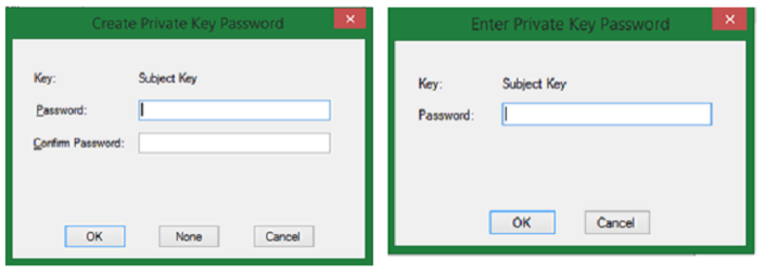 Create Private Key Password
Key: Subject Key
Password:
Confirm Password:
OK None Cancel
Enter Private Key Password
Key: Subject Key
Password:
OK Cancel